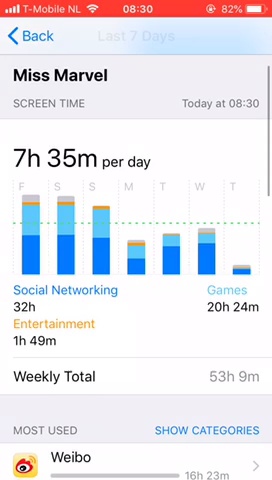 T-Mobile NL 08:30 82%
Back Last 7 Days
Miss Marvel
SCREEN TIME Today at 08:30
7h 35m per day
F S S M T W T
Social Networking Games
32h 20h 24m
Entertainment
1h 49m
Weekly Total 53h 9m
MOST USED SHOW CATEGORIES
Weibo
16h 23m